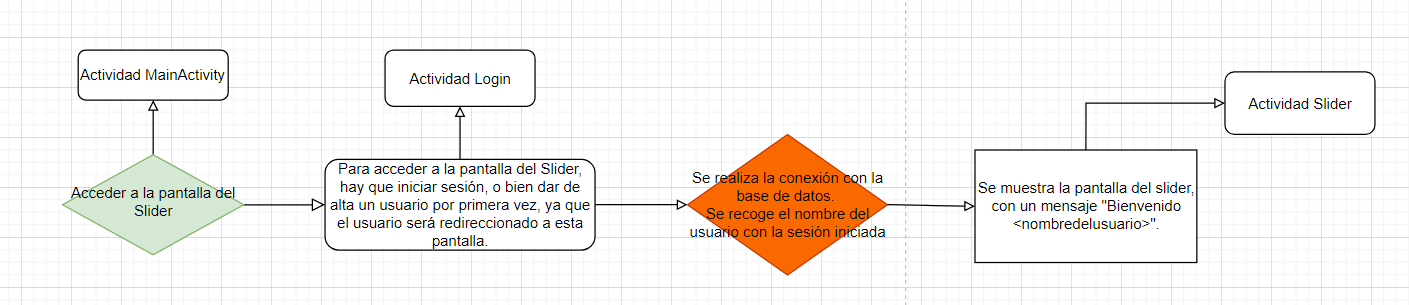 Actividad MainActivity
Actividad Login
Actividad Slider
Acceder a la pantalla del
Slider
Para acceder a la pantalla del Slider,
hay que iniciar sesión, o bien dar de
alta un usuario por primera vez, ya que
el usuario será redireccionado a esta
pantalla.
Se realiza la conexión con la
base de datos.
Se recoge el nombre del
usuario con la sesión iniciada
Se muestra la pantalla del slider,
con un mensaje "Bienvenido
<nombredelusuario>".